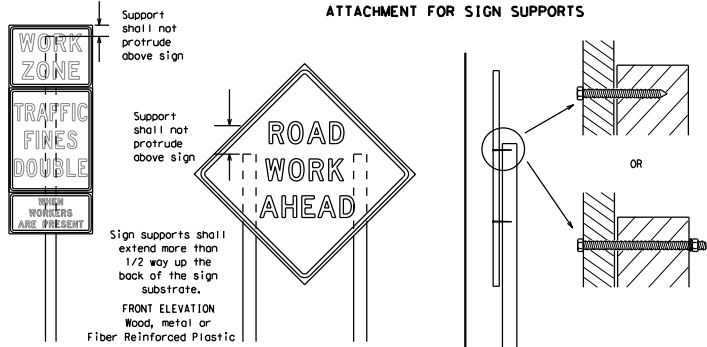 ATTACHMENT FOR SIGN SUPPORTS
Support
shall not
protrude
above sign
WORK
ZONE
TRAFFIC
FINES
DOUBLE
WHEN
WORKERS
ARE PRESENT
Support
shall not
protrude
above sign
ROAD
WORK
AHEAD
Sign supports shall
extend more than
1/2 way up the
back of the sign
substrate.
FRONT ELEVATION
Wood, metal or
Fiber Reinforced Plastic
OR